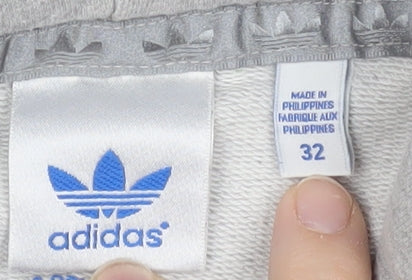 adidas
MADE IN
PHILIPPINES
FABRIQUE AUX
PHILIPPINES
32